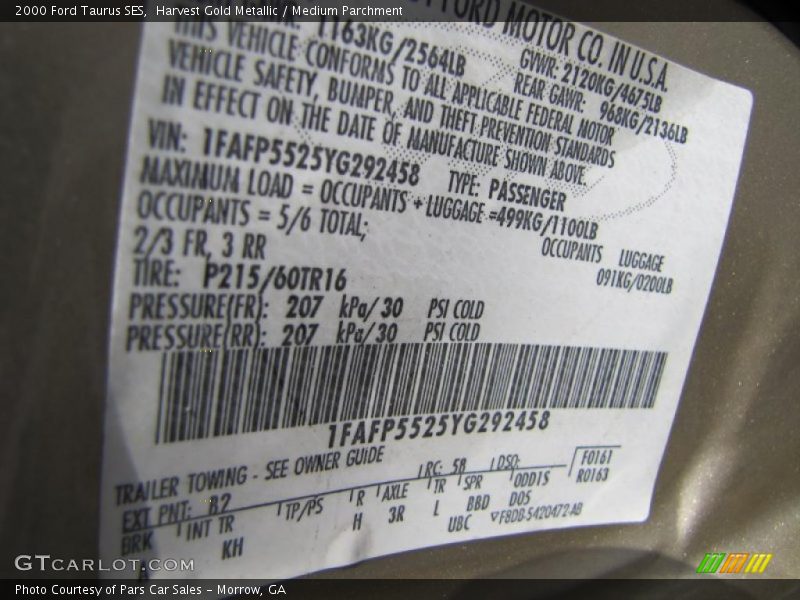 2000 Ford Taurus SES, Harvest Gold Metallic / Medium Parchment
FORD MOTOR CO. IN U.S.A.
GVWR: 2120KG/4675LB
1163KG/2564LB
REAR GAWR: 968KG/2136LB
THIS VEHICLE CONFORMS TO ALL APPLICABLE FEDERAL MOTOR
VEHICLE SAFETY, BUMPER, AND THEFT PREVENTION STANDARDS
IN EFFECT ON THE DATE OF MANUFACTURE SHOWN ABOVE.
VIN: 1FAFP5525YG292458
TYPE: PASSENGER
MAXIMUM LOAD = OCCUPANTS + LUGGAGE =499KG/1100LB
OCCUPANTS = 5/6 TOTAL;
OCCUPANTS LUGGAGE
2/3 FR, 3 RR
091KG/0200LB
TIRE: P215/60TR16
PRESSURE(FR): 207 kPa/30 PSI COLD
PRESSURE(RR): 207 kPa/30 PSI COLD
1FAFP5525YG292458
TRAILER TOWING - SEE OWNER GUIDE
EXT PNT: B2
RC: 58
DSO:
F0161
R0163
BRK
INT TR
TP/PS
R
AXLE
TR
SPR
ODD1S
KH
H
3R
L
BBD
DOS
UBC
F8DB-5420472-AB
GTCARLOT.COM
Photo Courtesy of Pars Car Sales – Morrow, GA